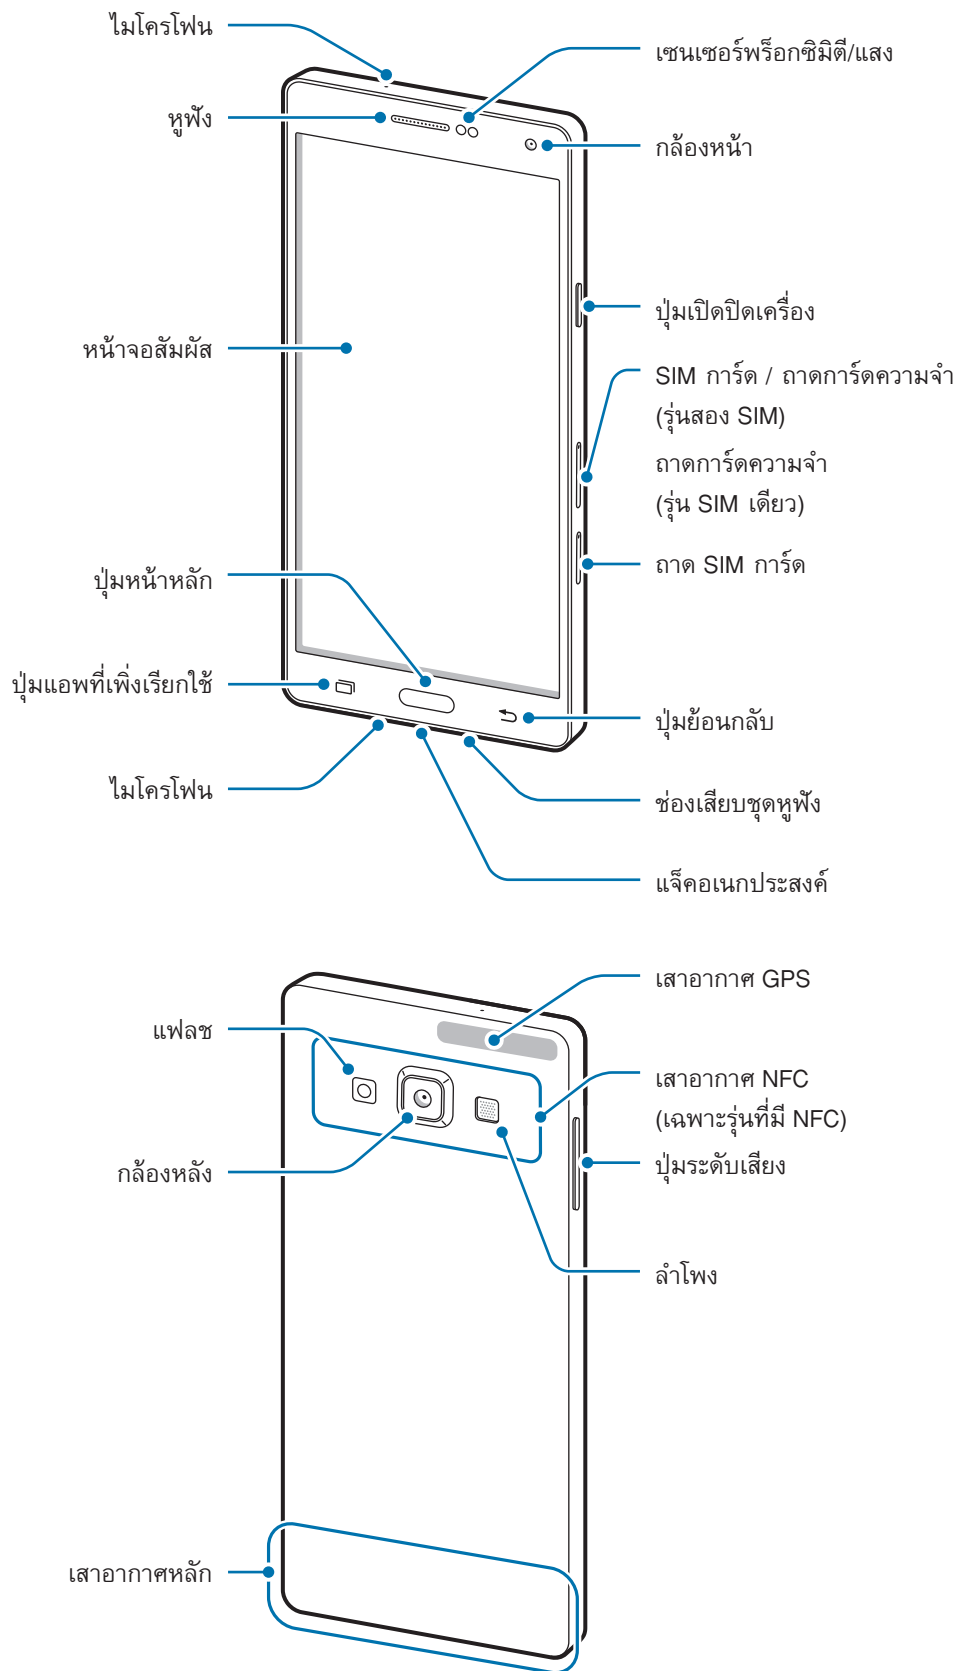 ไมโครโฟน
เซนเซอร์พร็อกซิมิตี/แสง
หูฟัง
กล้องหน้า
ปุ่มเปิดปิดเครื่อง
หน้าจอสัมผัส
SIM การ์ด / ถาดการ์ดความจำ
(รุ่นสอง SIM)
ถาดการ์ดความจำ
(รุ่น SIM เดียว)
ถาด SIM การ์ด
ปุ่มหน้าหลัก
ปุ่มแอพที่เพิ่งเรียกใช้
ปุ่มย้อนกลับ
ไมโครโฟน
ช่องเสียบชุดหูฟัง
แจ็คอเนกประสงค์
เสาอากาศ GPS
แฟลช
เสาอากาศ NFC
(เฉพาะรุ่นที่มี NFC)
ปุ่มระดับเสียง
กล้องหลัง
ลำโพง
เสาอากาศหลัก